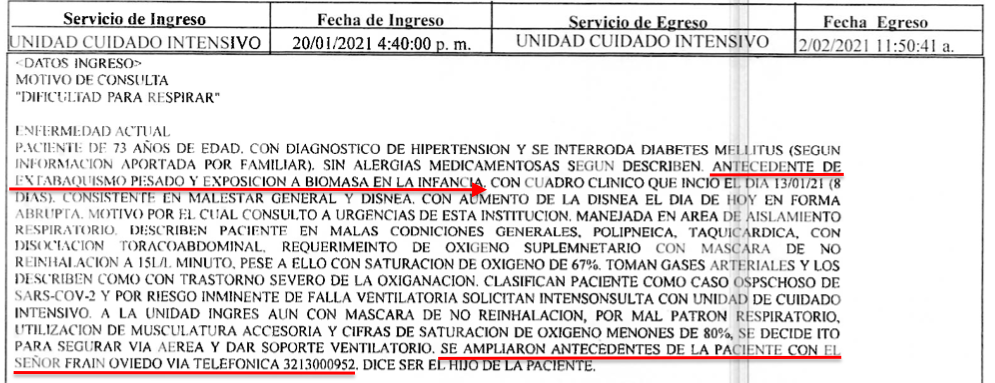 Servicio de Ingreso Fecha de Ingreso Servicio de Egreso Fecha Egreso
UNIDAD CUIDADO INTENSIVO 20/01/2021 4:40:00 p. m. UNIDAD CUIDADO INTENSIVO 2/02/2021 11:50:41 a.
<DATOS INGRESO>
MOTIVO DE CONSULTA
"DIFICULTAD PARA RESPIRAR"
ENFERMEDAD ACTUAL
PACIENTE DE 73 AÑOS DE EDAD. CON DIAGNOSTICO DE HIPERTENSION Y SE INTERRODA DIABETES MELLITUS (SEGUN
INFORMACION APORTADA POR FAMILIAR). SIN ALERGIAS MEDICAMENTOSAS SEGUN DESCRIBEN. ANTECEDENTE DE
EXTABAQUISMO PESADO Y EXPOSICION A BIOMASA EN LA INFANCIA. CON CUADRO CLINICO QUE INCIO EL DIA 13/01/21 (8
DIAS). CONSISTENTE EN MALESTAR GENERAL Y DISNEA. CON AUMENTO DE LA DISNEA EL DIA DE HOY EN FORMA
ABRUPTA. MOTIVO POR EL CUAL CONSULTO A URGENCIAS DE ESTA INSTITUCION. MANEJADA EN AREA DE AISLAMIENTO
RESPIRATORIO. DESCRIBEN PACIENTE EN MALAS CODNICIONES GENERALES, POLIPNEICA, TAQUICARDICA, CON
DISOCIACION TORACOABDOMINAL, REQUERIMEINTO DE OXIGENO SUPLEMNETARIO CON MASCARA DE NO
REINHALACION A 15L/L MINUTO, PESE A ELLO CON SATURACION DE OXIGENO DE 67%. TOMAN GASES ARTERIALES Y LOS
DESCRIBEN COMO CON TRASTORNO SEVERO DE LA OXIGANACION. CLASIFICAN PACIENTE COMO CASO OSPSCHOSO DE
SARS-COV-2 Y POR RIESGO INMINENTE DE FALLA VENTILATORIA SOLICITAN INTENSONSULTA CON UNIDAD DE CUIDADO
INTENSIVO. A LA UNIDAD INGRES AUN CON MASCARA DE NO REINHALACION, POR MAL PATRON RESPIRATORIO,
UTILIZACION DE MUSCULATURA ACCESORIA Y CIFRAS DE SATURACION DE OXIGENO MENONES DE 80%, SE DECIDE ITO
PARA SEGURAR VIA AEREA Y DAR SOPORTE VENTILATORIO. SE AMPLIARON ANTECEDENTES DE LA PACIENTE CON EL
SEÑOR FRAIN OVIEDO VIA TELEFONICA 3213000952. DICE SER EL HIJO DE LA PACIENTE.